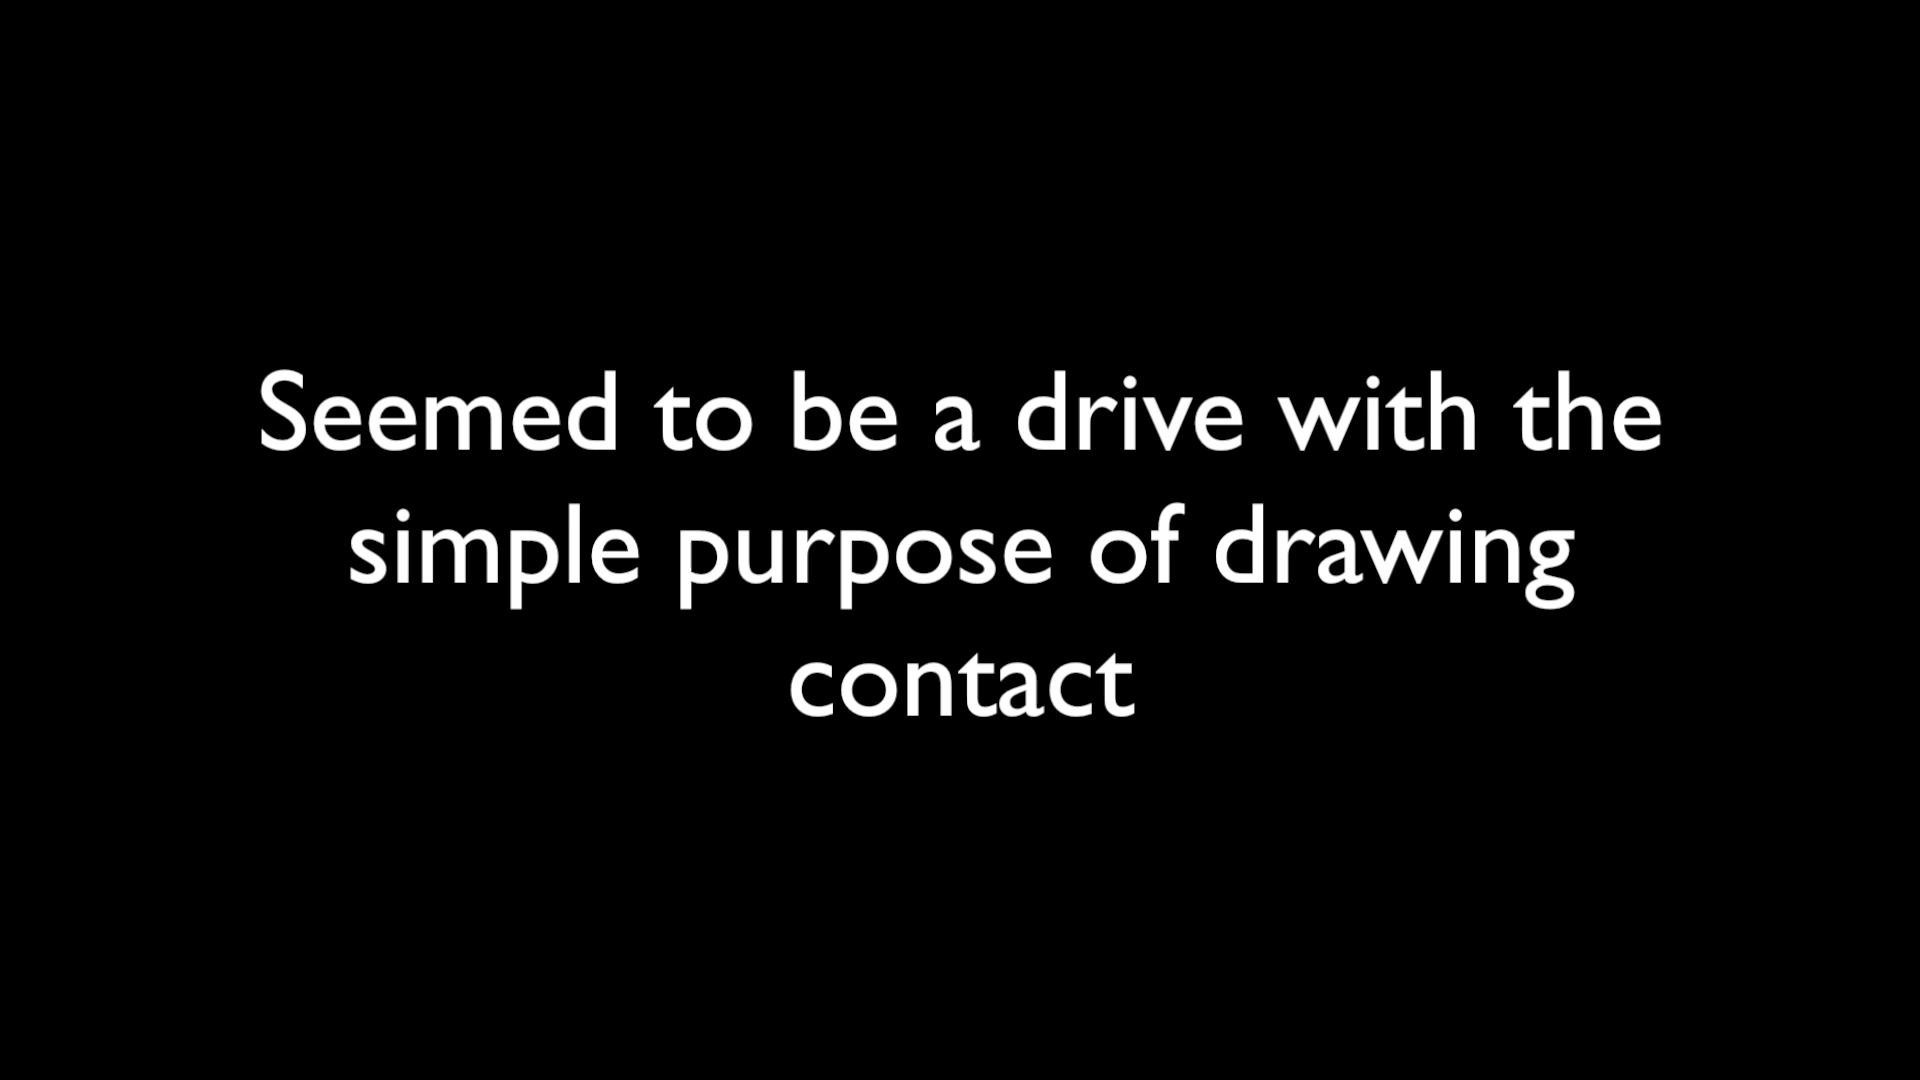 Seemed to be a drive with the
simple purpose of drawing
contact